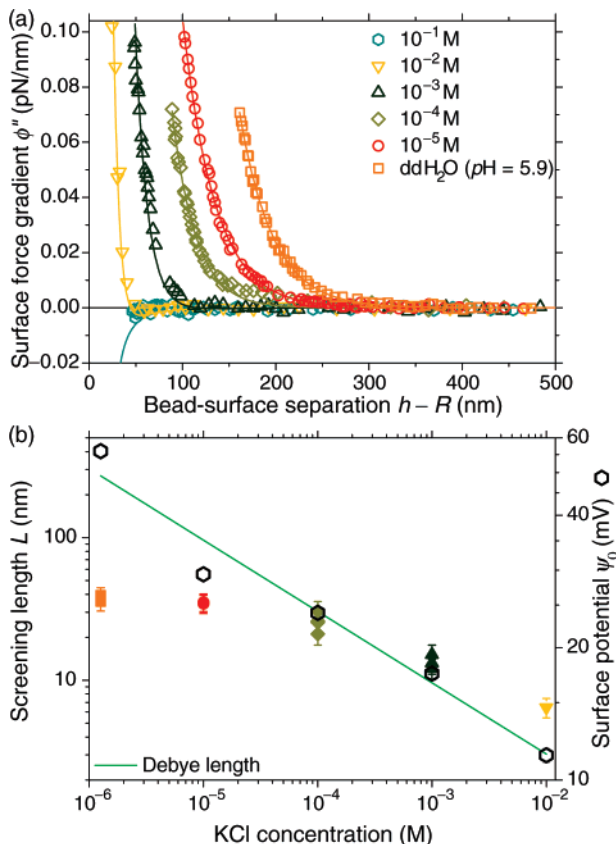 (a)
Surface force gradient ϕ" (pN/nm)
0.10
0.08
0.06
0.04
0.02
0.00
−0.02
10⁻¹ M
10⁻² M
10⁻³ M
10⁻⁴ M
10⁻⁵ M
ddH₂O (pH = 5.9)
0 100 200 300 400 500
Bead-surface separation h − R (nm)
(b)
Screening length L (nm)
100
10
60
40
20
10
Surface potential ψ₀ (mV)
Debye length
10⁻⁶ 10⁻⁵ 10⁻⁴ 10⁻³ 10⁻²
KCl concentration (M)